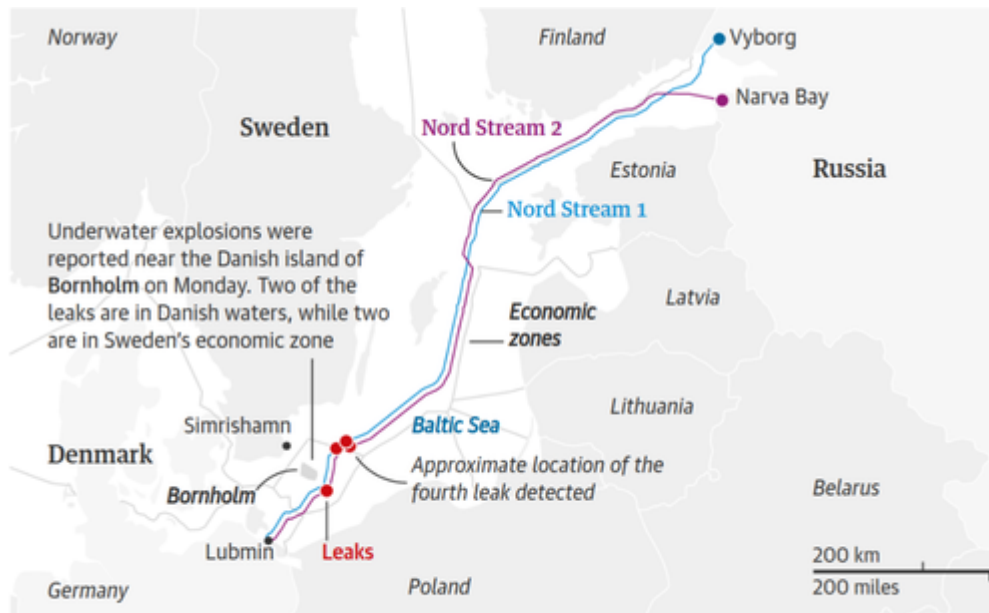 Norway
Finland
Vyborg
Narva Bay
Sweden
Nord Stream 2
Estonia
Russia
Nord Stream 1
Underwater explosions were
reported near the Danish island of
Bornholm on Monday. Two of the
leaks are in Danish waters, while two
are in Sweden's economic zone
Latvia
Economic
zones
Lithuania
Simrishamn
Baltic Sea
Denmark
Approximate location of the
fourth leak detected
Bornholm
Belarus
Lubmin
Leaks
200 km
200 miles
Germany
Poland